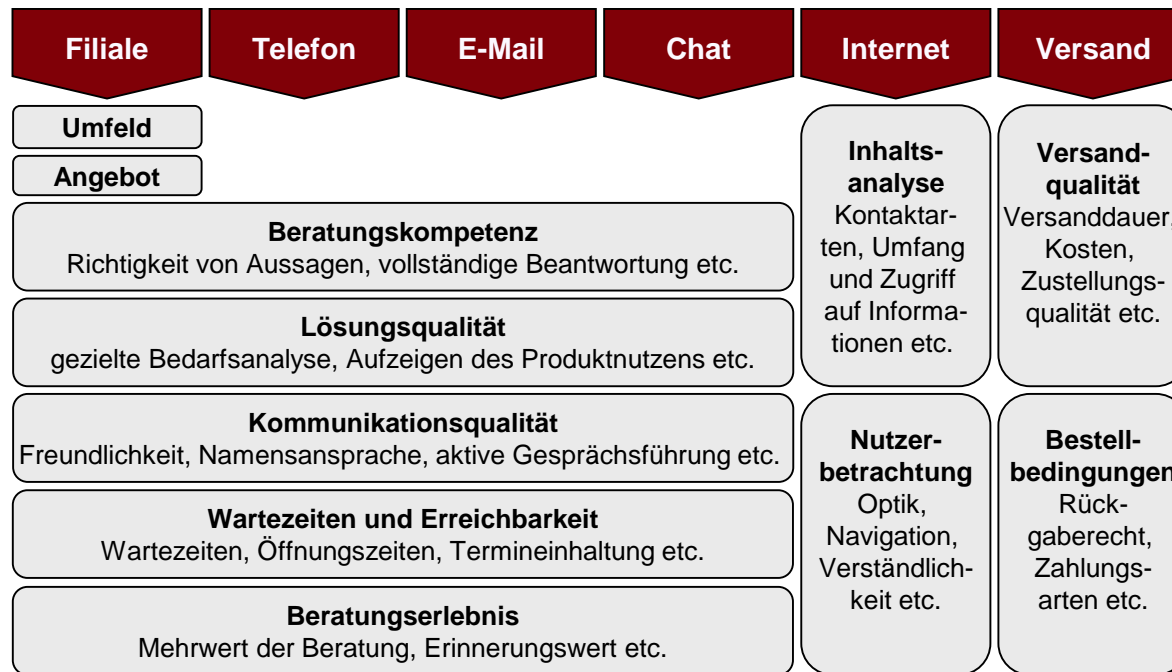 Filiale
Telefon
E-Mail
Chat
Internet
Versand
Umfeld
Angebot
Beratungskompetenz
Richtigkeit von Aussagen, vollständige Beantwortung etc.
Lösungsqualität
gezielte Bedarfsanalyse, Aufzeigen des Produktnutzens etc.
Kommunikationsqualität
Freundlichkeit, Namensansprache, aktive Gesprächsführung etc.
Wartezeiten und Erreichbarkeit
Wartezeiten, Öffnungszeiten, Termineinhaltung etc.
Beratungserlebnis
Mehrwert der Beratung, Erinnerungswert etc.
Inhalts-
analyse
Kontaktar-
ten, Umfang
und Zugriff
auf Informa-
tionen etc.
Nutzer-
betrachtung
Optik,
Navigation,
Verständlich-
keit etc.
Versand-
qualität
Versanddauer,
Kosten,
Zustellungs-
qualität etc.
Bestell-
bedingungen
Rück-
gaberecht,
Zahlungs-
arten etc.